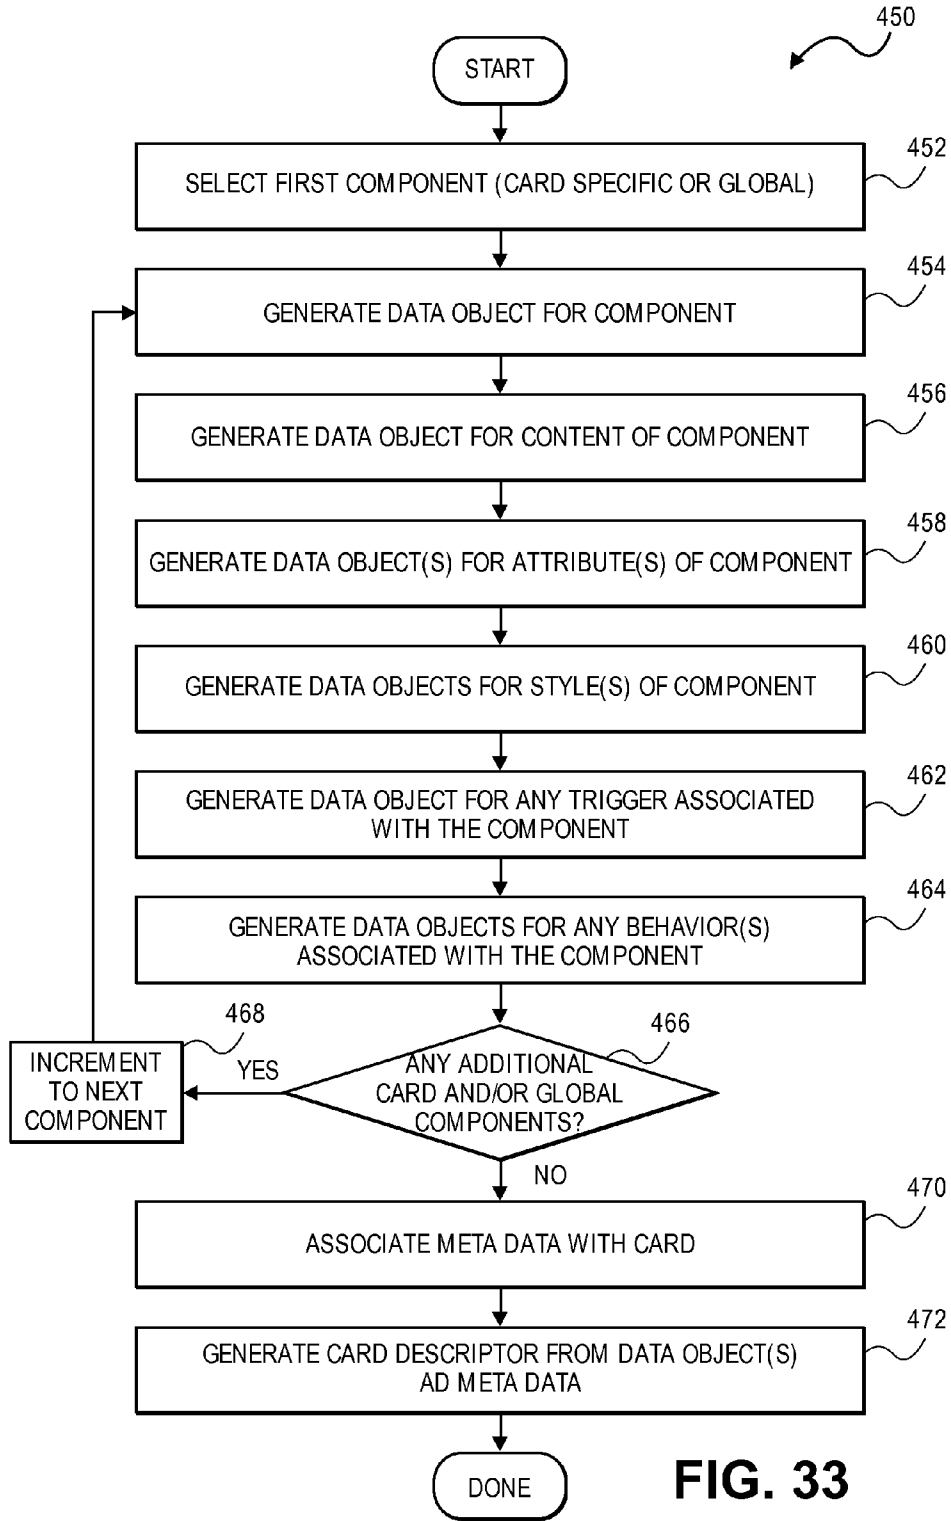 450
START
452
SELECT FIRST COMPONENT (CARD SPECIFIC OR GLOBAL)
454
GENERATE DATA OBJECT FOR COMPONENT
456
GENERATE DATA OBJECT FOR CONTENT OF COMPONENT
458
GENERATE DATA OBJECT(S) FOR ATTRIBUTE(S) OF COMPONENT
460
GENERATE DATA OBJECTS FOR STYLE(S) OF COMPONENT
462
GENERATE DATA OBJECT FOR ANY TRIGGER ASSOCIATED
WITH THE COMPONENT
464
GENERATE DATA OBJECTS FOR ANY BEHAVIOR(S)
ASSOCIATED WITH THE COMPONENT
468
INCREMENT
TO NEXT
COMPONENT
YES
466
ANY ADDITIONAL
CARD AND/OR GLOBAL
COMPONENTS?
NO
470
ASSOCIATE META DATA WITH CARD
472
GENERATE CARD DESCRIPTOR FROM DATA OBJECT(S)
AD META DATA
DONE
FIG. 33